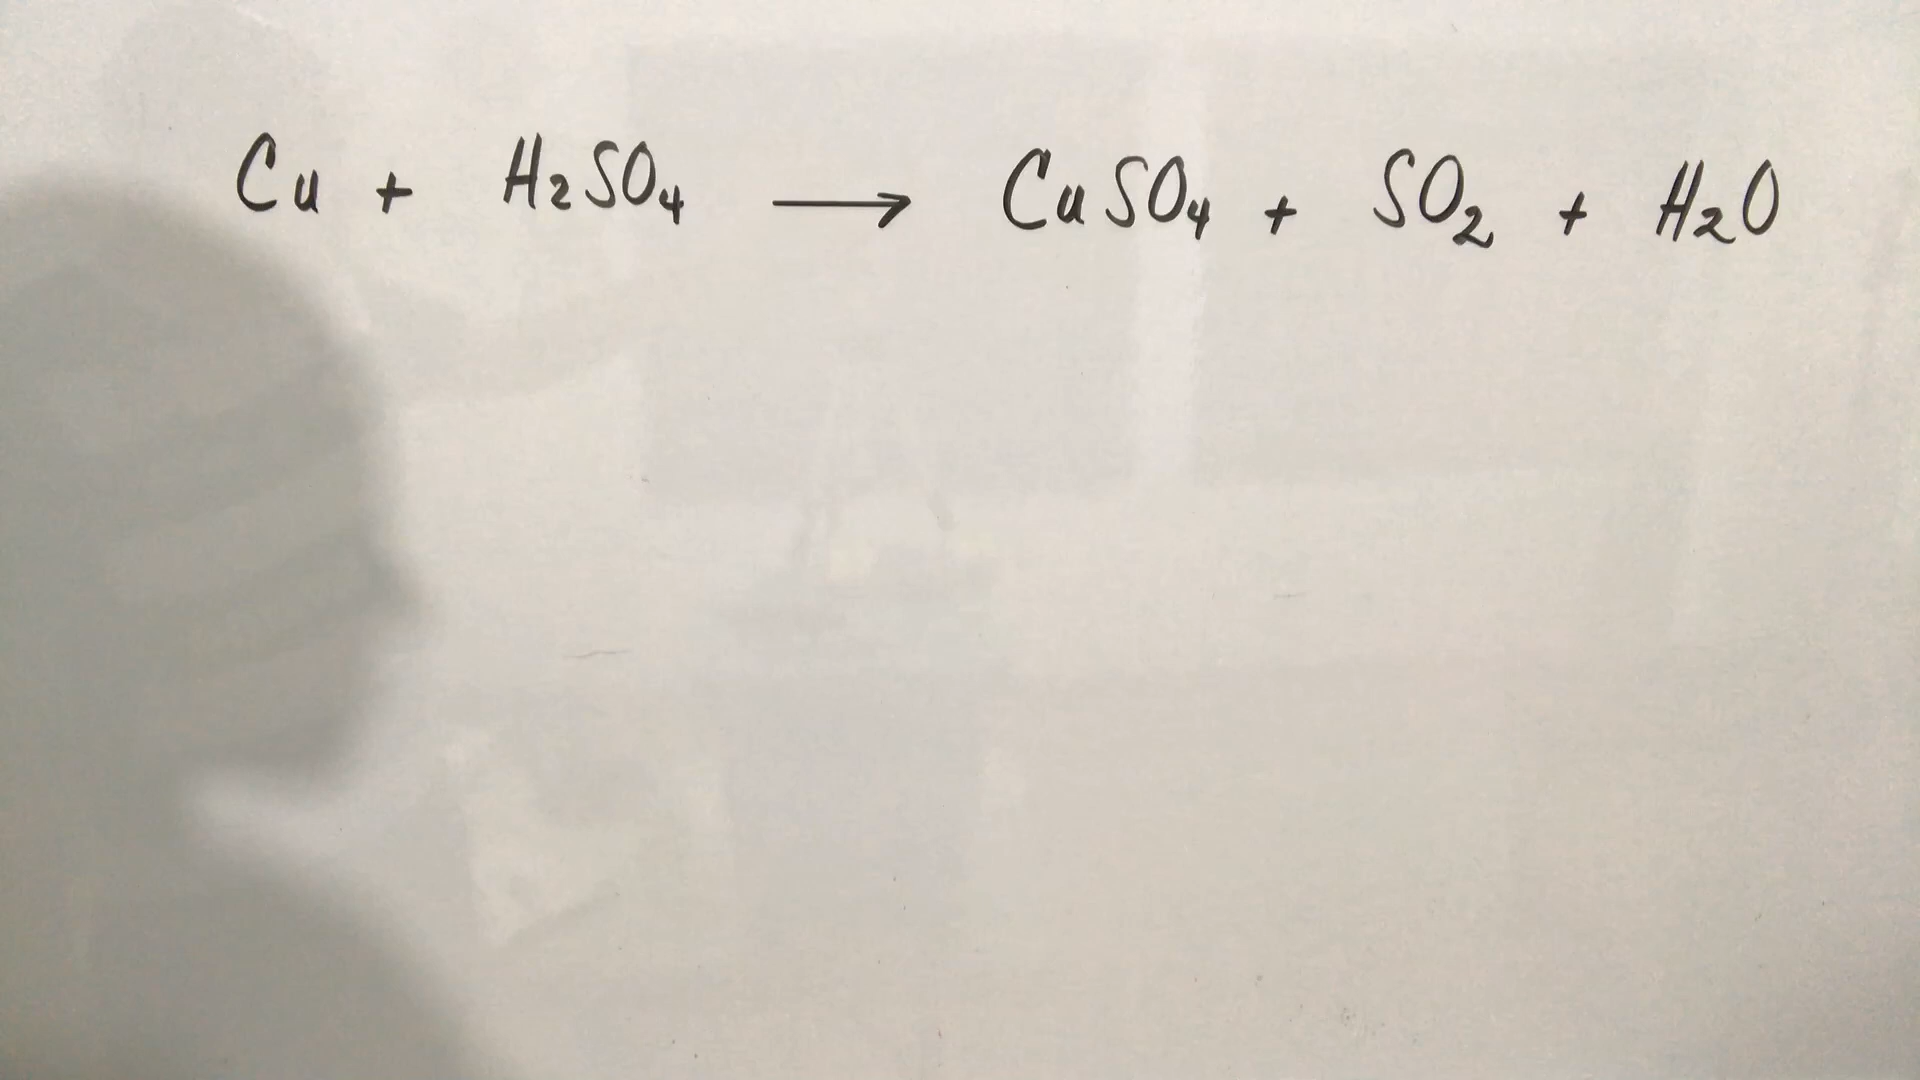 Cu + H₂SO₄ → CuSO₄ + SO₂ + H₂O